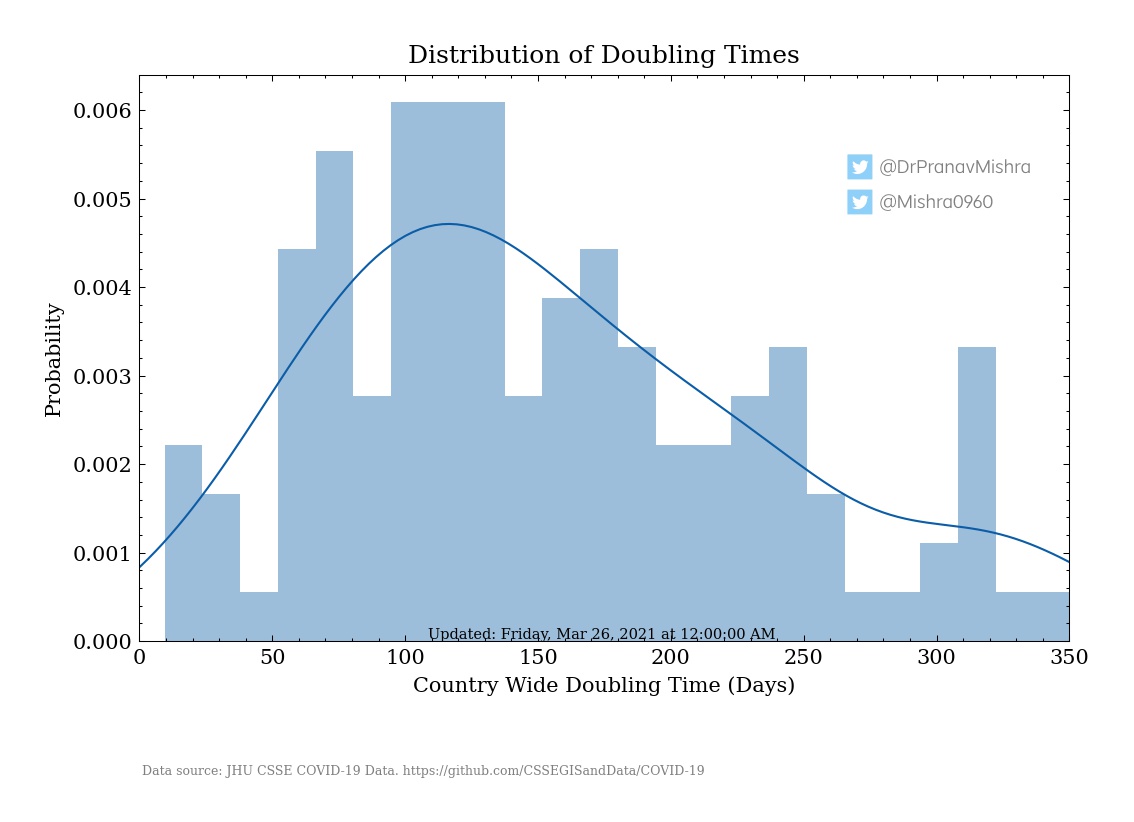 Distribution of Doubling Times
0.006
0.005
0.004
0.003
0.002
0.001
0.000
Probability
@DrPranavMishra
@Mishra0960
Updated: Friday, Mar 26, 2021 at 12:00:00 AM
0 50 100 150 200 250 300 350
Country Wide Doubling Time (Days)
Data source: JHU CSSE COVID-19 Data. https://github.com/CSSEGISandData/COVID-19